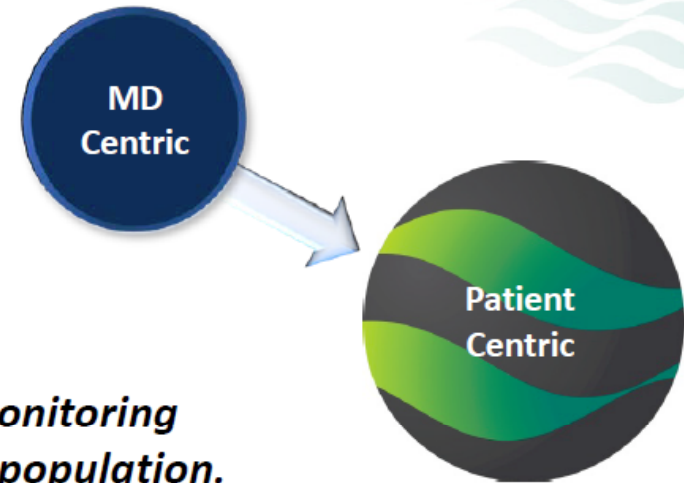 MD
Centric
Patient
Centric
onitoring
population.